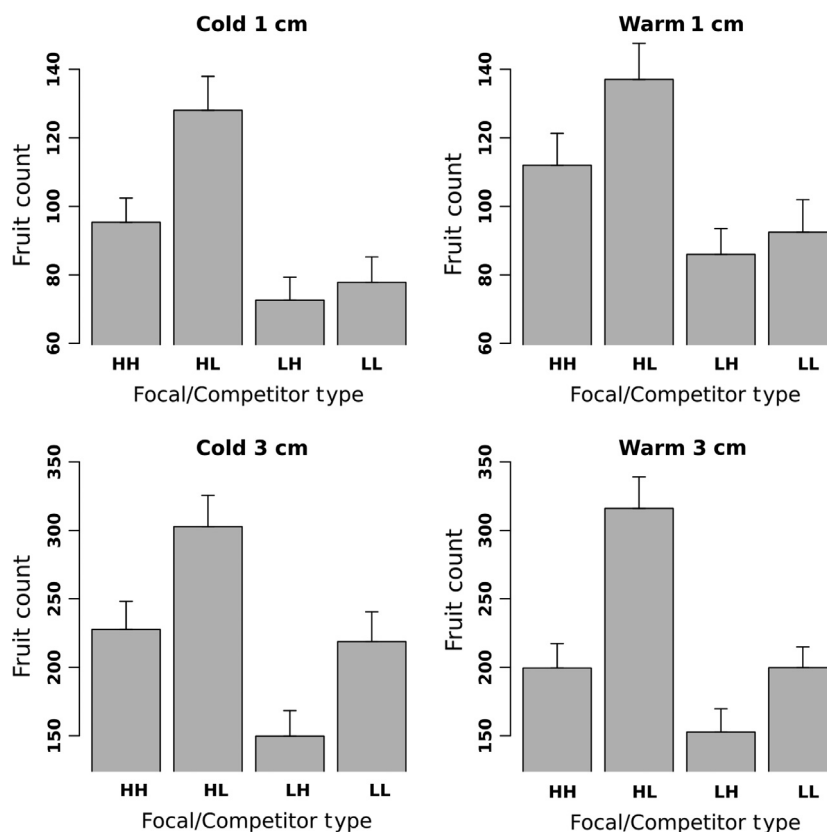 Cold 1 cm
Fruit count
140
120
100
80
60
HH HL LH LL
Focal/Competitor type
Warm 1 cm
Fruit count
140
120
100
80
60
HH HL LH LL
Focal/Competitor type
Cold 3 cm
Fruit count
350
300
250
200
150
HH HL LH LL
Focal/Competitor type
Warm 3 cm
Fruit count
350
300
250
200
150
HH HL LH LL
Focal/Competitor type